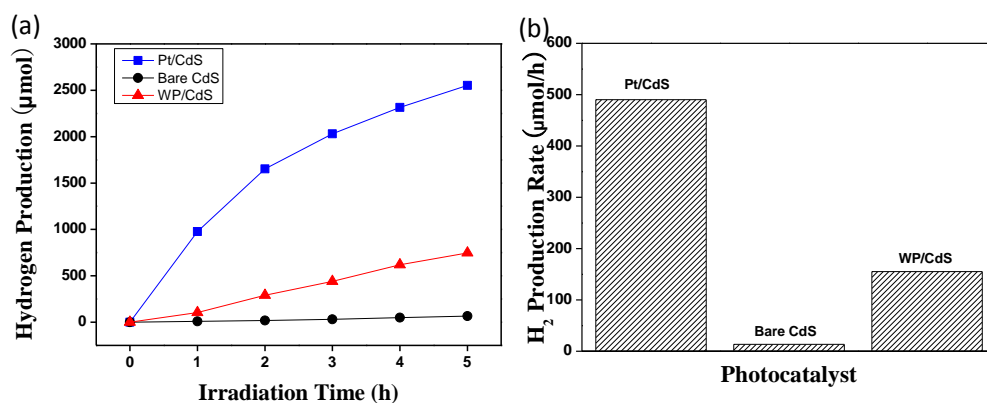 (a)
3000
2500
2000
1500
1000
500
0
Hydrogen Production (μmol)
Pt/CdS
Bare CdS
WP/CdS
0 1 2 3 4 5
Irradiation Time (h)
(b)
600
500
400
300
200
100
0
H₂ Production Rate (μmol/h)
Pt/CdS
Bare CdS
WP/CdS
Photocatalyst